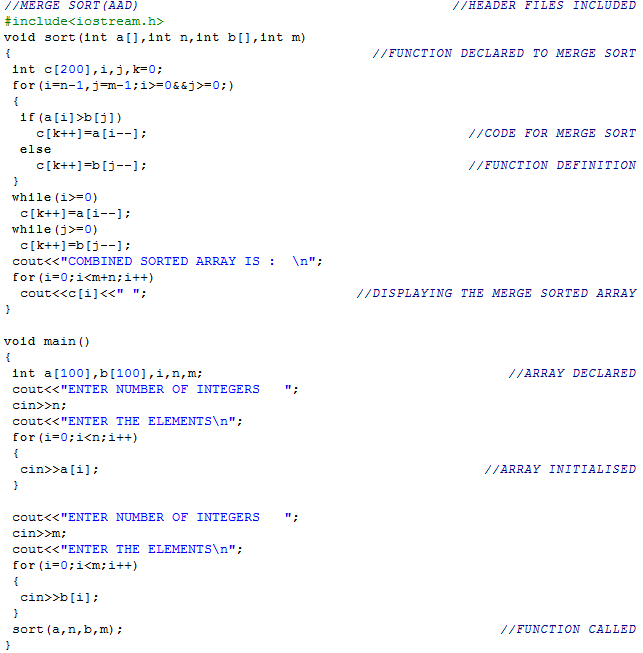 //MERGE SORT(AAD) //HEADER FILES INCLUDED
#include<iostream.h>
void sort(int a[],int n,int b[],int m)
{ //FUNCTION DECLARED TO MERGE SORT
int c[200],i,j,k=0;
for(i=n-1,j=m-1;i>=0&&j>=0;)
{
if(a[i]>b[j])
c[k++]=a[i--]; //CODE FOR MERGE SORT
else
c[k++]=b[j--]; //FUNCTION DEFINITION
}
while(i>=0)
c[k++]=a[i--];
while(j>=0)
c[k++]=b[j--];
cout<<"COMBINED SORTED ARRAY IS :  \n";
for(i=0;i<m+n;i++)
cout<<c[i]<<" "; //DISPLAYING THE MERGE SORTED ARRAY
}
void main()
{
int a[100],b[100],i,n,m; //ARRAY DECLARED
cout<<"ENTER NUMBER OF INTEGERS   ";
cin>>n;
cout<<"ENTER THE ELEMENTS\n";
for(i=0;i<n;i++)
{
cin>>a[i]; //ARRAY INITIALISED
}
cout<<"ENTER NUMBER OF INTEGERS   ";
cin>>m;
cout<<"ENTER THE ELEMENTS\n";
for(i=0;i<m;i++)
{
cin>>b[i];
}
sort(a,n,b,m); //FUNCTION CALLED
}